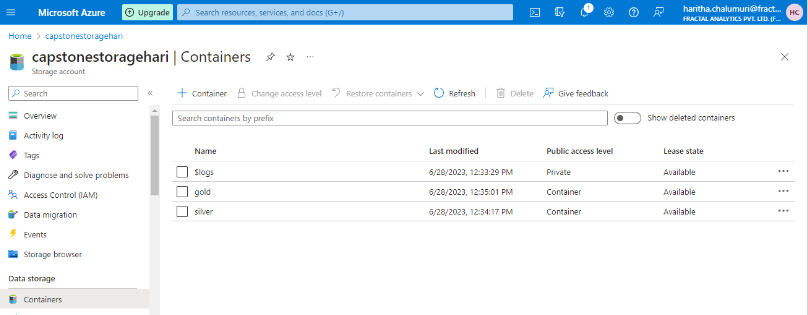 Microsoft Azure
Upgrade
Search resources, services, and docs (G+/)
1
haritha.chalumuri@fract...
FRACTAL ANALYTICS PVT. LTD. (F...
HC
Home > capstonestoragehari
capstonestoragehari | Containers
Storage account
Search
Container
Change access level
Restore containers
Refresh
Delete
Give feedback
Overview
Activity log
Tags
Diagnose and solve problems
Access Control (IAM)
Data migration
Events
Storage browser
Data storage
Containers
Search containers by prefix
Show deleted containers
Name Last modified Public access level Lease state
$logs 6/28/2023, 12:33:29 PM Private Available
gold 6/28/2023, 12:35:01 PM Container Available
silver 6/28/2023, 12:34:17 PM Container Available